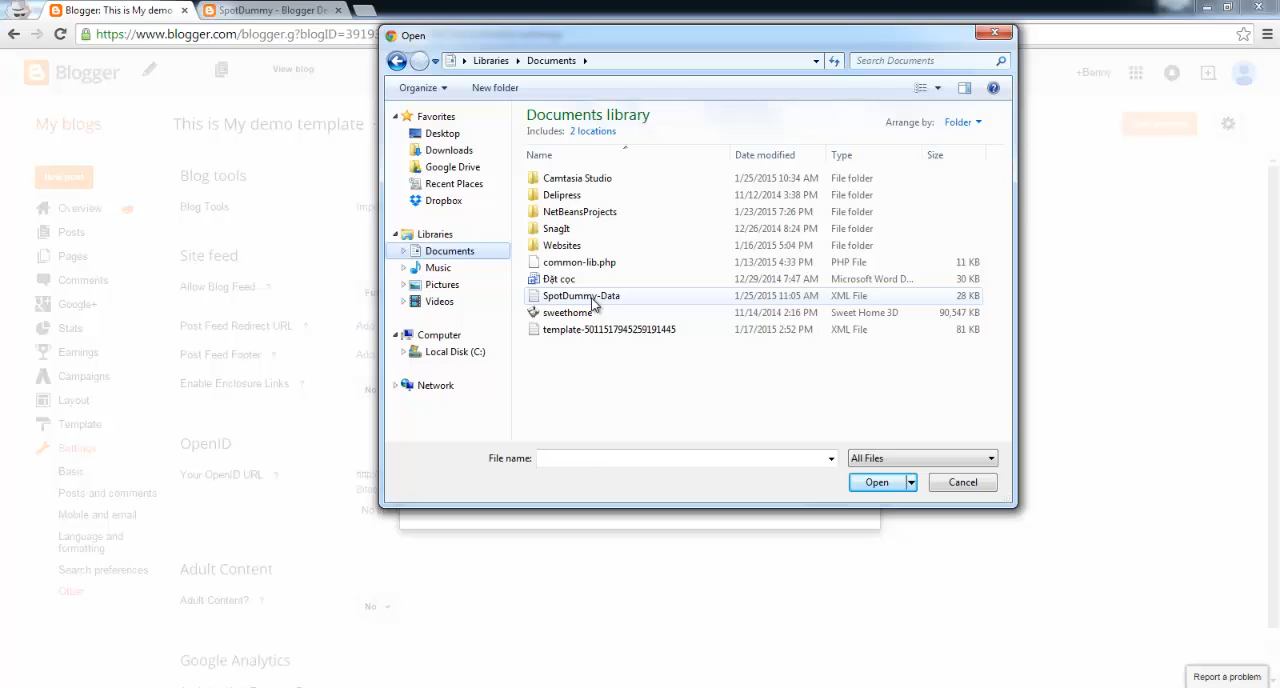 Blogger: This is My demo
SpotDummy - Blogger De
https://www.blogger.com/blogger.g?blogID=39193
Blogger
View blog
+Benny
My blogs
This is My demo template
New post
Overview
Posts
Pages
Comments
Google+
Stats
Earnings
Campaigns
Layout
Template
Settings
Basic
Posts and comments
Mobile and email
Language and
formatting
Search preferences
Other
Blog tools
Blog Tools
Site feed
Allow Blog Feed
?
Post Feed Redirect URL ?
Post Feed Footer ?
Enable Enclosure Links ?
No
OpenID
Your OpenID URL ?
http:/
No
Adult Content
Adult Content? ?
No
Google Analytics
Open
Libraries
Documents
Search Documents
Organize
New folder
Favorites
Desktop
Downloads
Google Drive
Recent Places
Dropbox
Libraries
Documents
Music
Pictures
Videos
Computer
Local Disk (C:)
Network
Documents library
Includes: 2 locations
Arrange by: Folder
Name Date modified Type Size
Camtasia Studio 1/25/2015 10:34 AM File folder
Delipress 11/12/2014 3:38 PM File folder
NetBeansProjects 1/23/2015 7:26 PM File folder
SnagIt 12/26/2014 8:24 PM File folder
Websites 1/16/2015 5:04 PM File folder
common-lib.php 1/13/2015 4:33 PM PHP File 11 KB
Đặt cọc 12/29/2014 7:47 AM Microsoft Word D... 30 KB
SpotDummy-Data 1/25/2015 11:05 AM XML File 28 KB
sweethome 11/14/2014 2:16 PM Sweet Home 3D 90,547 KB
template-5011517945259191445 1/17/2015 2:52 PM XML File 81 KB
File name:
All Files
Open
Cancel
Report a problem